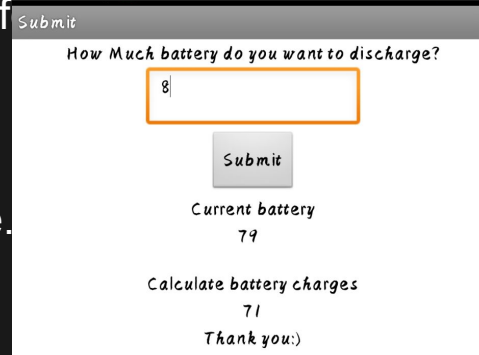 Submit
How Much battery do you want to discharge?
8
Submit
Current battery
79
Calculate battery charges
71
Thank you:)